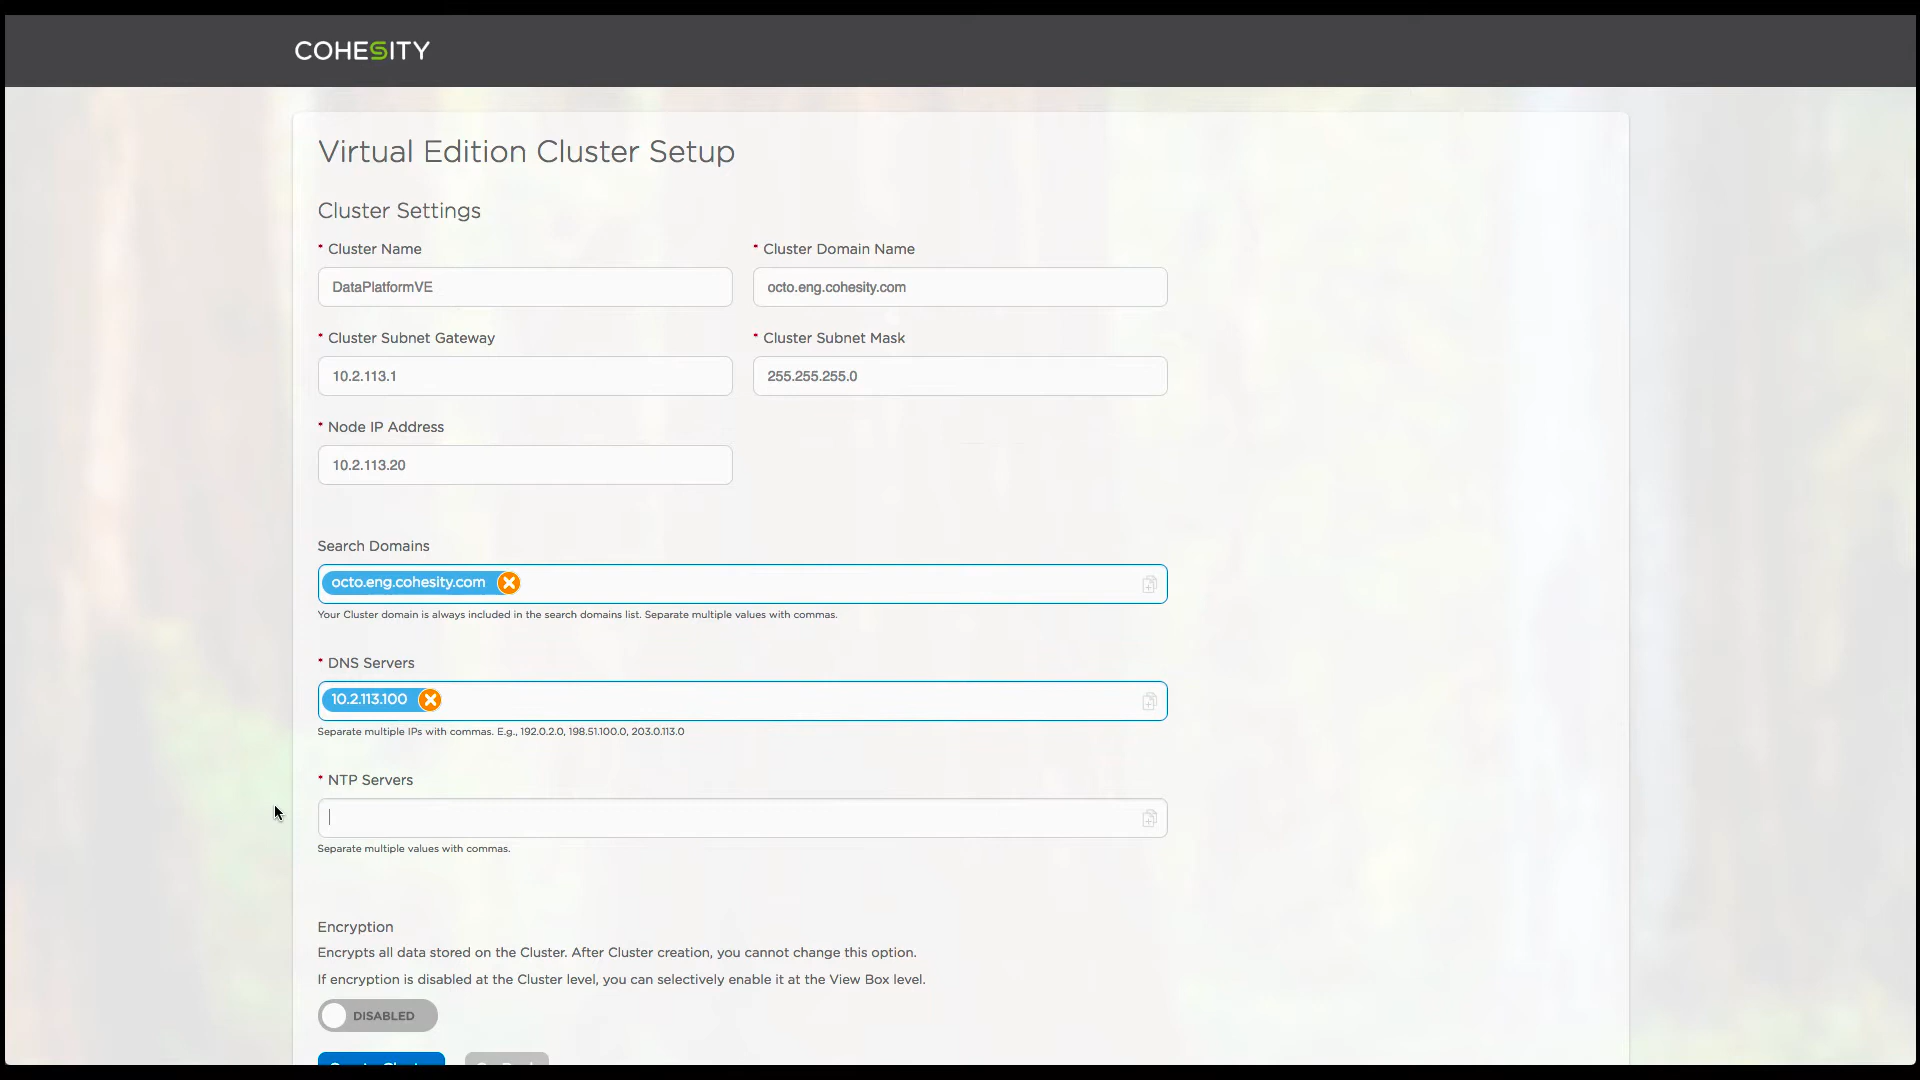 COHESITY
Virtual Edition Cluster Setup
Cluster Settings
* Cluster Name
* Cluster Domain Name
DataPlatformVE
octo.eng.cohesity.com
* Cluster Subnet Gateway
* Cluster Subnet Mask
10.2.113.1
255.255.255.0
* Node IP Address
10.2.113.20
Search Domains
octo.eng.cohesity.com
Your Cluster domain is always included in the search domains list. Separate multiple values with commas.
* DNS Servers
10.2.113.100
Separate multiple IPs with commas. E.g., 192.0.2.0, 198.51.100.0, 203.0.113.0
* NTP Servers
Separate multiple values with commas.
Encryption
Encrypts all data stored on the Cluster. After Cluster creation, you cannot change this option.
If encryption is disabled at the Cluster level, you can selectively enable it at the View Box level.
DISABLED